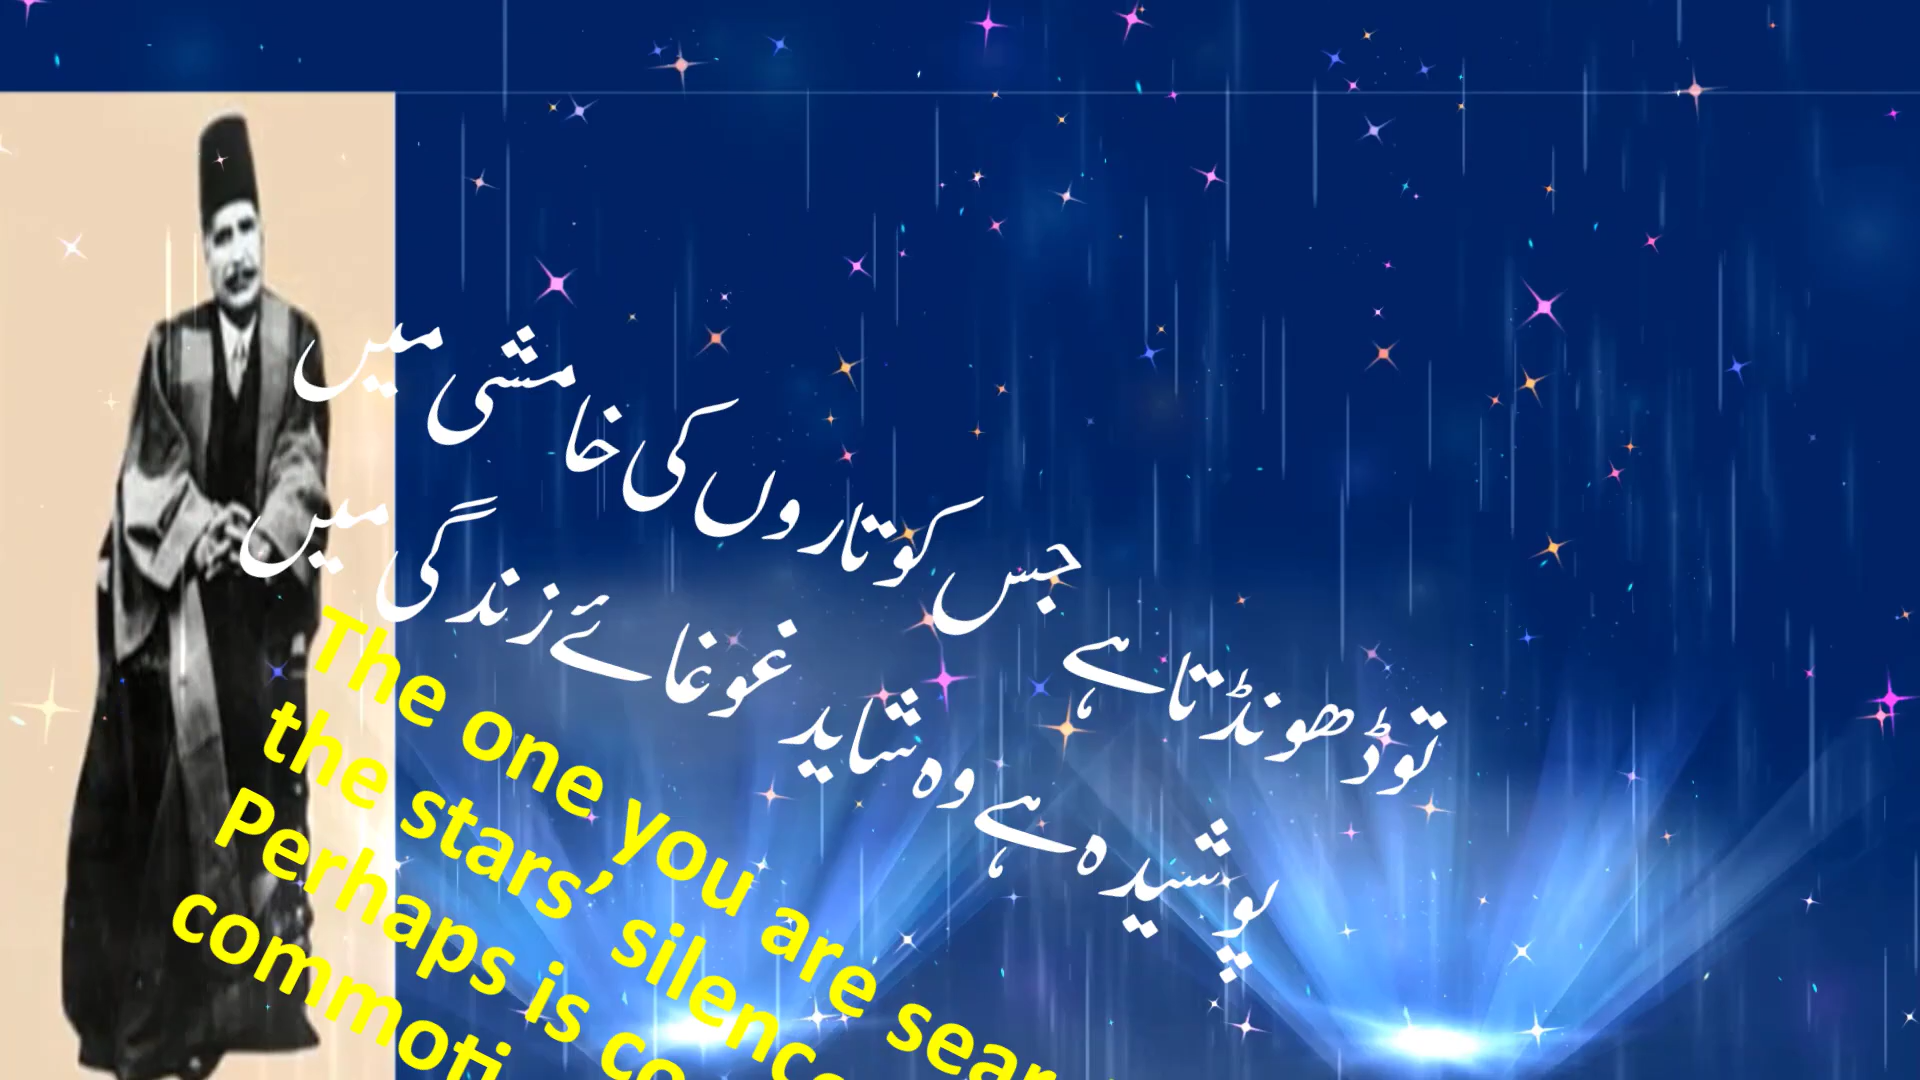 تو ڈھونڈتا ہے جس کو تاروں کی خامشی میں
پوشیدہ ہے وہ شاید غوغائے زندگی میں
The one you are sear
the stars’ silence
Perhaps is co
commoti